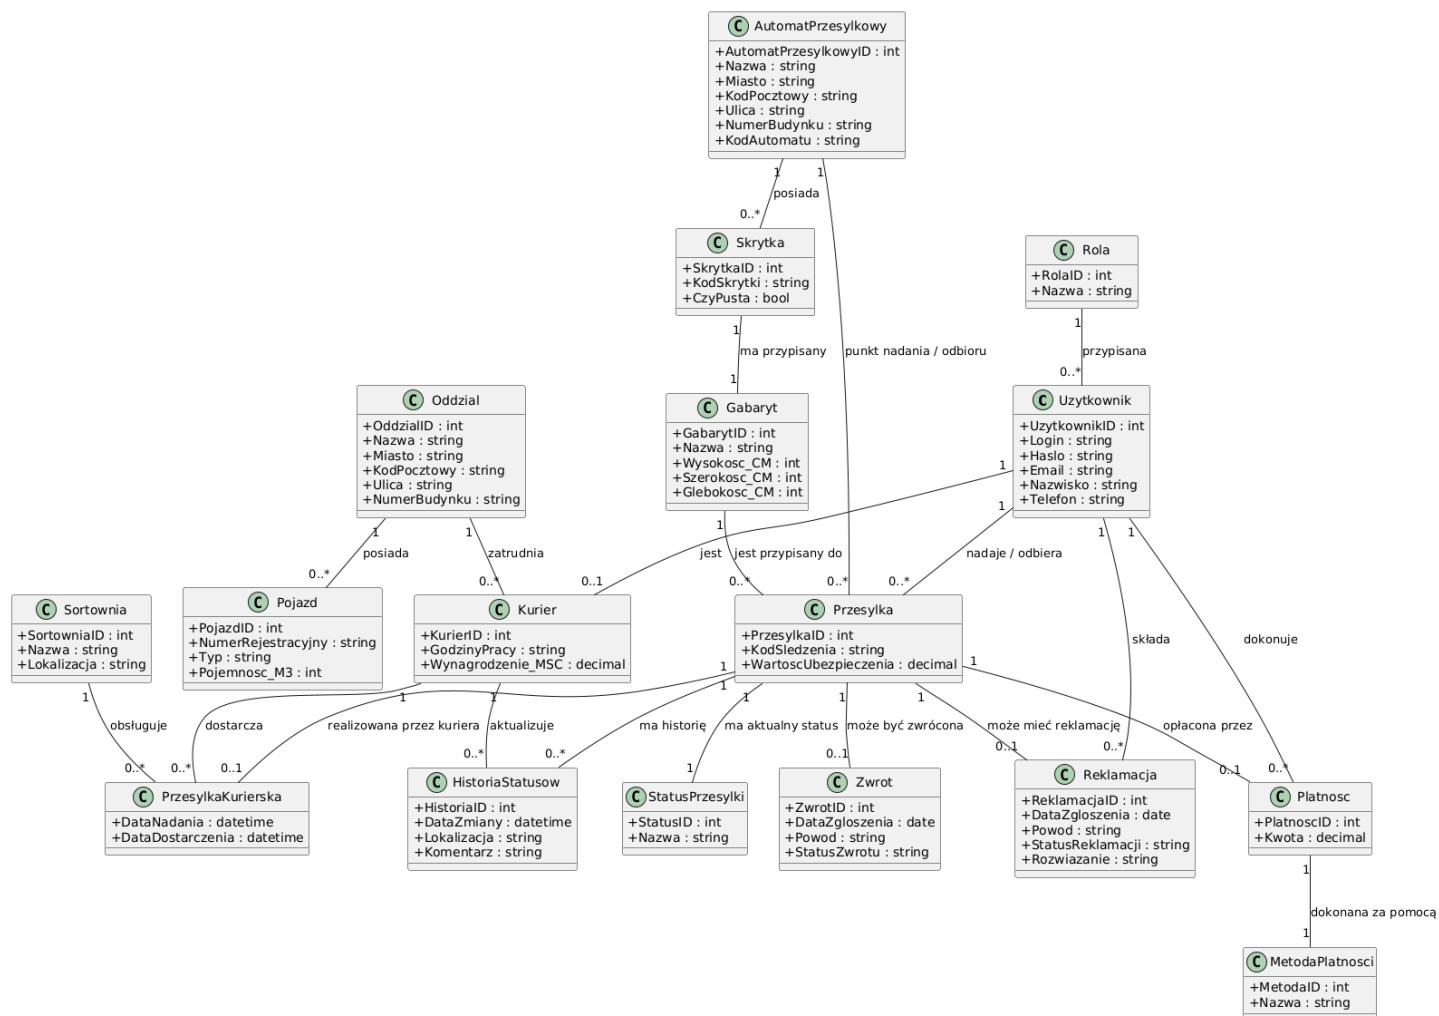 AutomatPrzesylkowy
+AutomatPrzesylkowyID : int
+Nazwa : string
+Miasto : string
+KodPocztowy : string
+Ulica : string
+NumerBudynku : string
+KodAutomatu : string
1
1
posiada
0..*
Skrytka
+SkrytkaID : int
+KodSkrytki : string
+CzyPusta : bool
Rola
+RolaID : int
+Nazwa : string
1
ma przypisany
1
punkt nadania / odbioru
1
przypisana
0..*
Oddzial
+OddzialID : int
+Nazwa : string
+Miasto : string
+KodPocztowy : string
+Ulica : string
+NumerBudynku : string
Gabaryt
+GabarytID : int
+Nazwa : string
+Wysokosc_CM : int
+Szerokosc_CM : int
+Glebokosc_CM : int
Uzytkownik
+UzytkownikID : int
+Login : string
+Haslo : string
+Email : string
+Nazwisko : string
+Telefon : string
1
1
1
posiada
0..*
1
zatrudnia
0..*
jest
0..1
1
jest przypisany do
0..*
0..*
nadaje / odbiera
0..*
1
1
składa
dokonuje
Sortownia
+SortowniaID : int
+Nazwa : string
+Lokalizacja : string
Pojazd
+PojazdID : int
+NumerRejestracyjny : string
+Typ : string
+Pojemnosc_M3 : int
Kurier
+KurierID : int
+GodzinyPracy : string
+Wynagrodzenie_MSC : decimal
Przesylka
+PrzesylkaID : int
+KodSledzenia : string
+WartoscUbezpieczenia : decimal
1
obsługuje
0..*
1
dostarcza
0..*
1
realizowana przez kuriera
0..1
1
aktualizuje
0..*
1
ma historię
0..*
1
ma aktualny status
1
1
może być zwrócona
0..1
1
może mieć reklamację
0..1
0..*
1
opłacona przez
0..1
0..*
PrzesylkaKurierska
+DataNadania : datetime
+DataDostarczenia : datetime
HistoriaStatusow
+HistoriaID : int
+DataZmiany : datetime
+Lokalizacja : string
+Komentarz : string
StatusPrzesylki
+StatusID : int
+Nazwa : string
Zwrot
+ZwrotID : int
+DataZgloszenia : date
+Powod : string
+StatusZwrotu : string
Reklamacja
+ReklamacjaID : int
+DataZgloszenia : date
+Powod : string
+StatusReklamacji : string
+Rozwiazanie : string
Platnosc
+PlatnoscID : int
+Kwota : decimal
1
dokonana za pomocą
1
MetodaPlatnosci
+MetodaID : int
+Nazwa : string